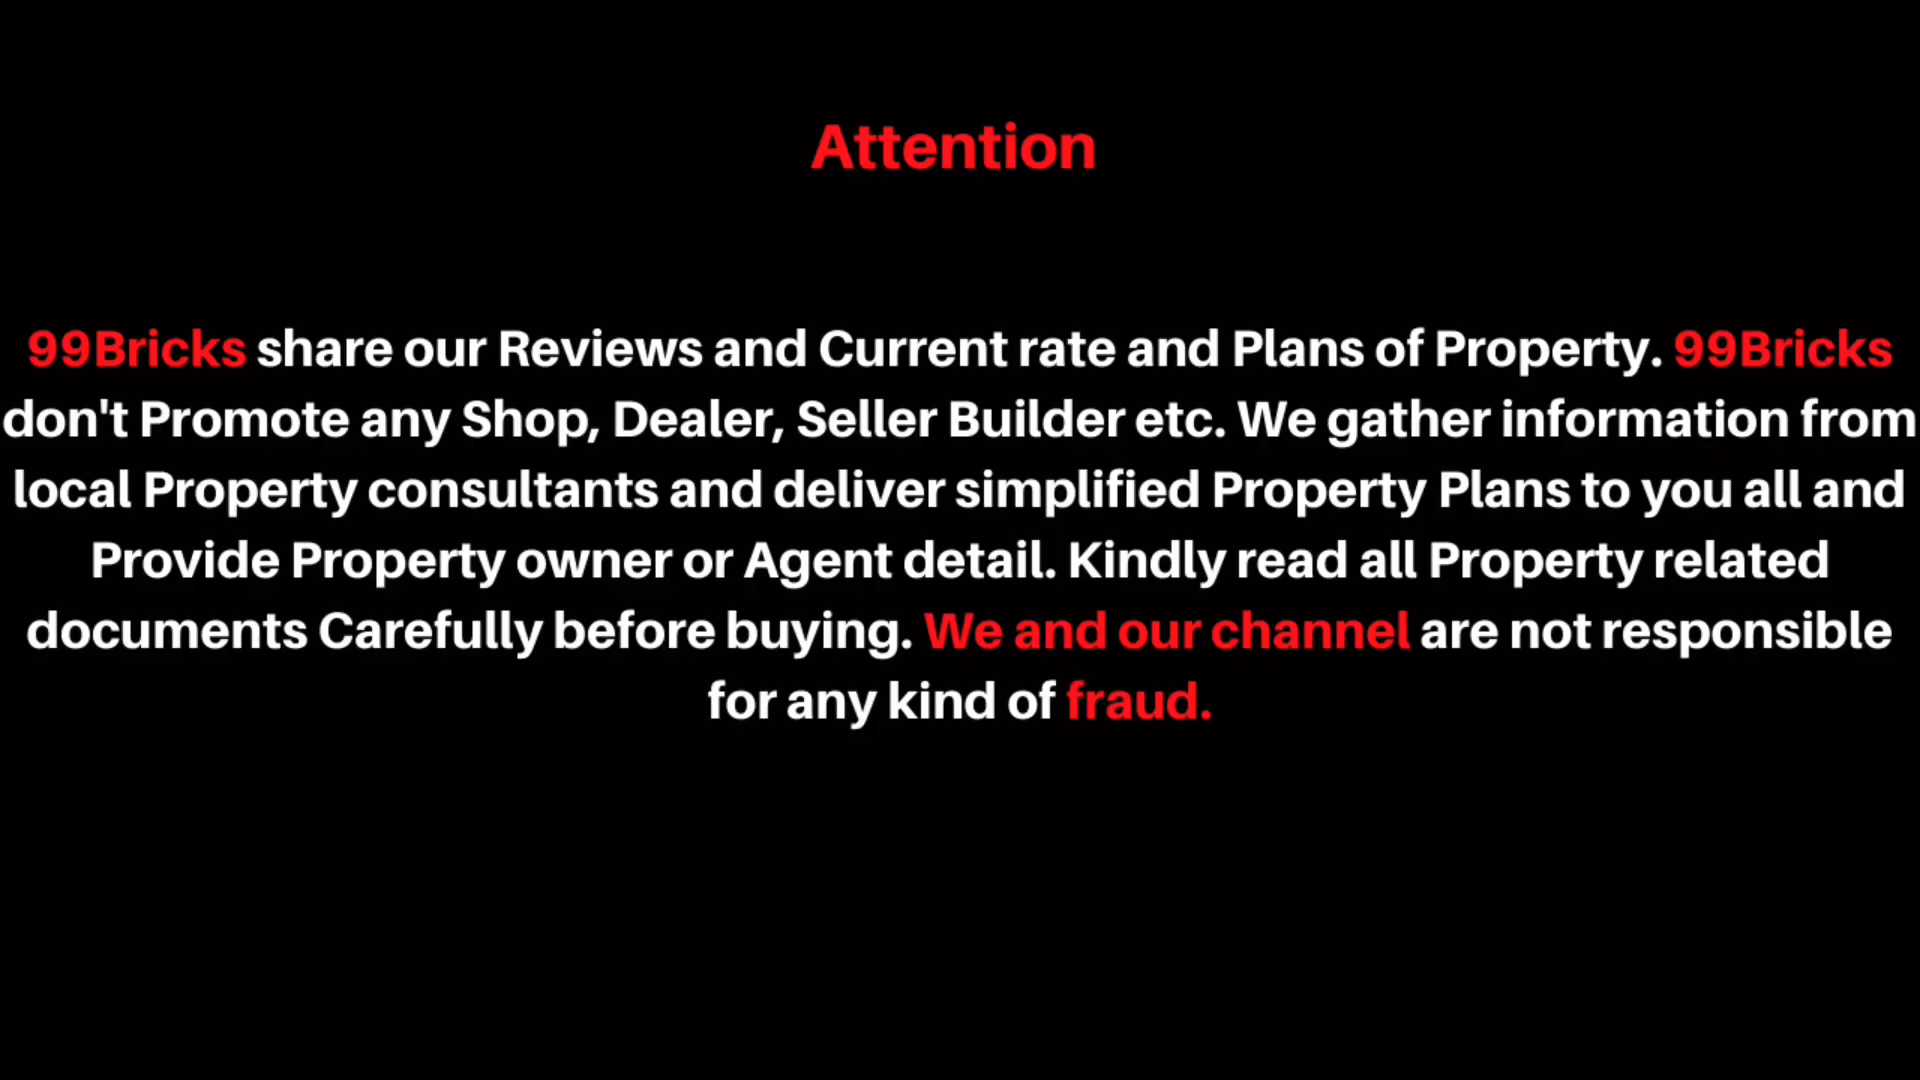 Attention
99Bricks share our Reviews and Current rate and Plans of Property. 99Bricks
don't Promote any Shop, Dealer, Seller Builder etc. We gather information from
local Property consultants and deliver simplified Property Plans to you all and
Provide Property owner or Agent detail. Kindly read all Property related
documents Carefully before buying. We and our channel are not responsible
for any kind of fraud.